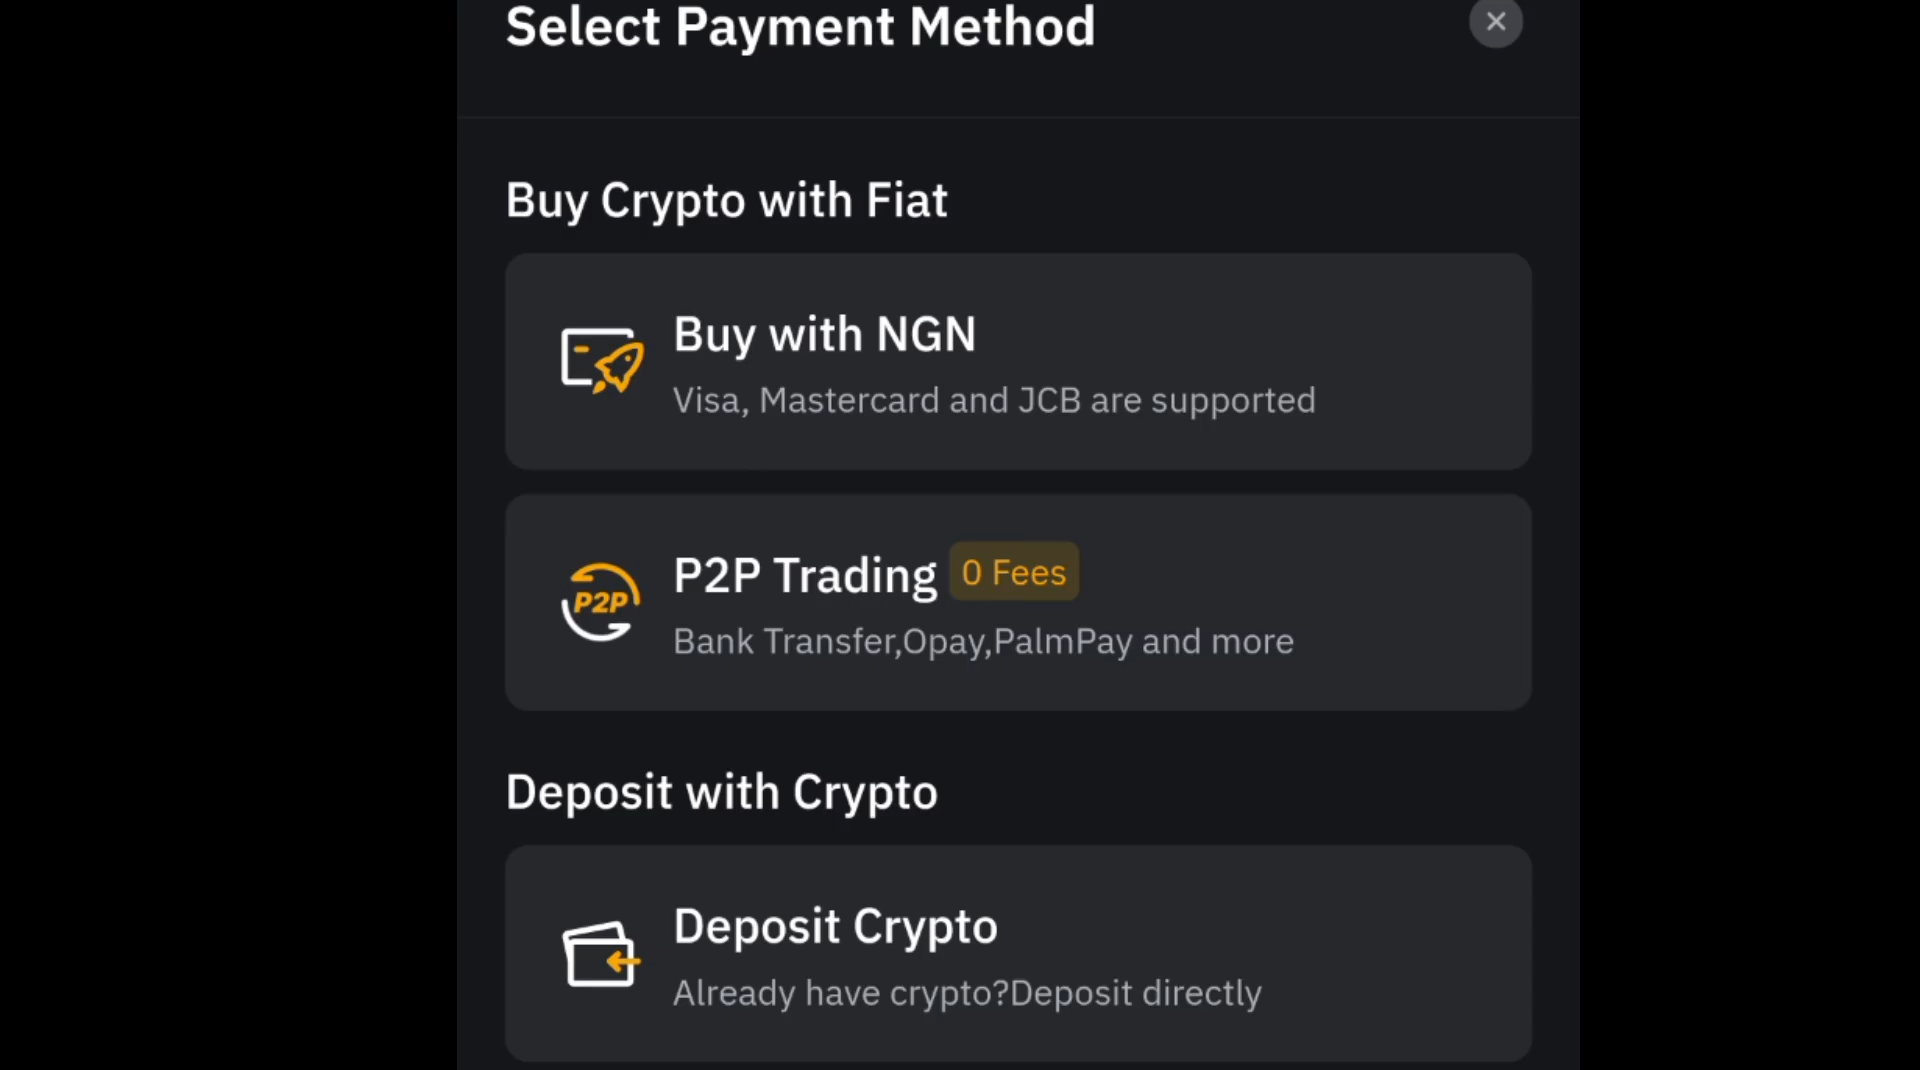 Select Payment Method
Buy Crypto with Fiat
Buy with NGN
Visa, Mastercard and JCB are supported
P2P
P2P Trading 0 Fees
Bank Transfer,Opay,PalmPay and more
Deposit with Crypto
Deposit Crypto
Already have crypto?Deposit directly